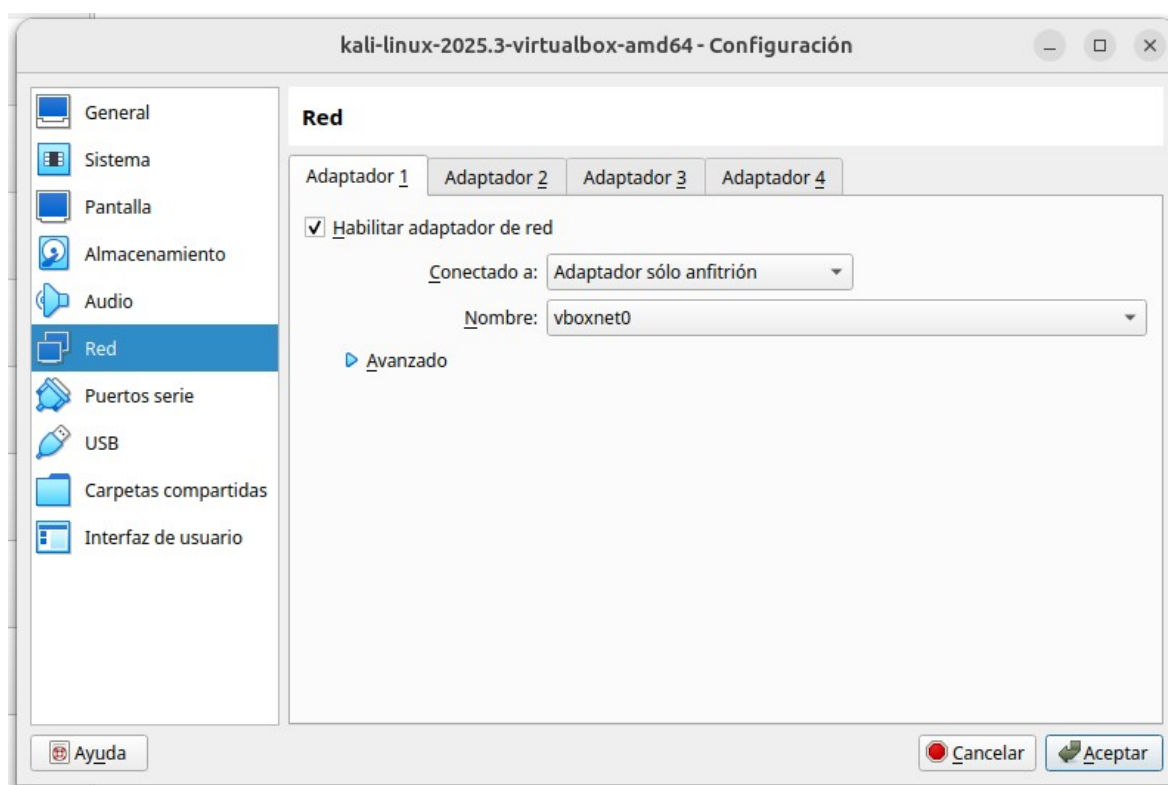 kali-linux-2025.3-virtualbox-amd64 - Configuración
General
Sistema
Pantalla
Almacenamiento
Audio
Red
Puertos serie
USB
Carpetas compartidas
Interfaz de usuario
Red
Adaptador 1 Adaptador 2 Adaptador 3 Adaptador 4
Habilitar adaptador de red
Conectado a: Adaptador sólo anfitrión
Nombre: vboxnet0
Avanzado
Ayuda
Cancelar Aceptar